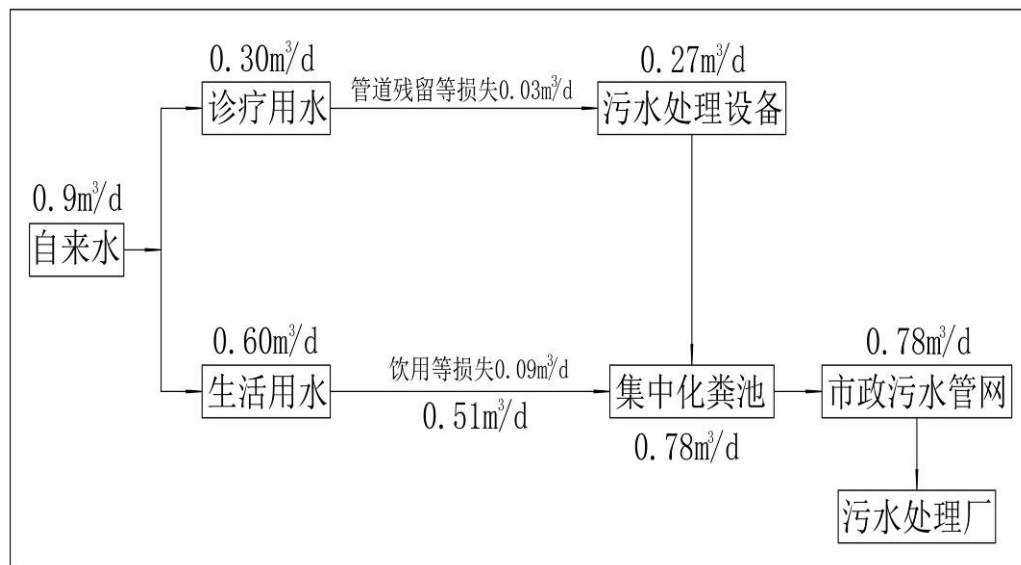 0.30m³/d
诊疗用水
管道残留等损失0.03m³/d
0.27m³/d
污水处理设备
0.9m³/d
自来水
0.60m³/d
生活用水
饮用等损失0.09m³/d
0.51m³/d
集中化粪池
0.78m³/d
0.78m³/d
市政污水管网
污水处理厂